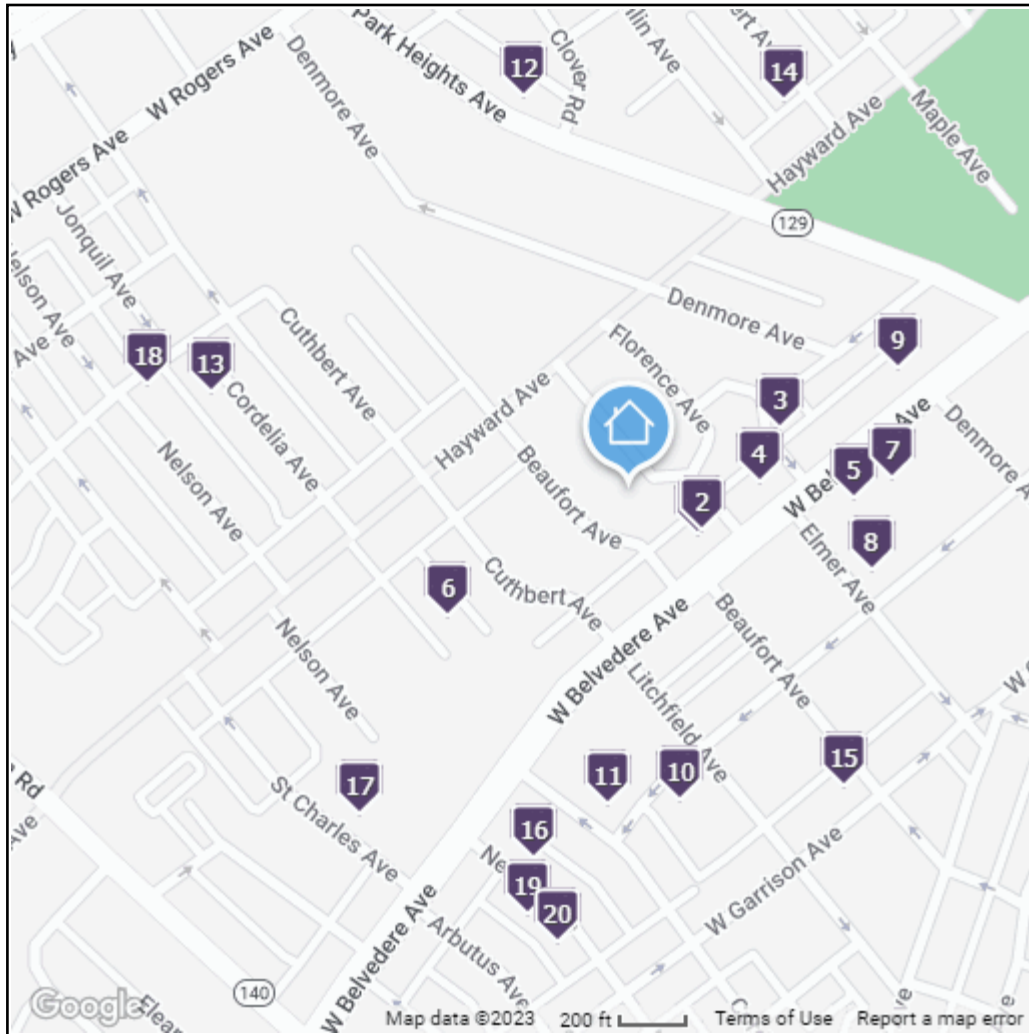 W Rogers Ave
Park Heights Ave
Denmore Ave
12
Clover Rd
14
Maple Ave
Hayward Ave
W Rogers Ave
129
Jonquil Ave
Nelson Ave
Ave
18
13
Cuthbert Ave
Cordelia Ave
Denmore Ave
9
Florence Ave
3
4
Hayward Ave
Beaufort Ave
2
5
7
W Belvedere Ave
Denmore
8
Elmer Ave
Nelson Ave
6
Cuthbert Ave
Beaufort Ave
Nelson Ave
W Belvedere Ave
Litchfield Ave
17
11
10
15
Rd
Ave
St Charles Ave
16
19
20
W Garrison Ave
W Belvedere Ave
Arbutus Ave
140
Google
Map data ©2023
200 ft
Terms of Use
Report a map error